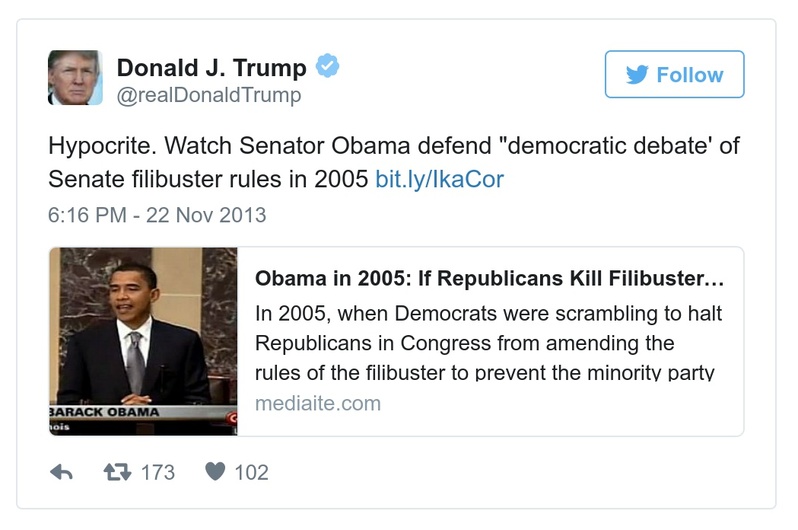 Donald J. Trump
@realDonaldTrump
Follow
Hypocrite. Watch Senator Obama defend "democratic debate' of
Senate filibuster rules in 2005 bit.ly/IkaCor
6:16 PM - 22 Nov 2013
Obama in 2005: If Republicans Kill Filibuster…
In 2005, when Democrats were scrambling to halt
Republicans in Congress from amending the
rules of the filibuster to prevent the minority party
mediaite.com
BARACK OBAMA
nois
173
102